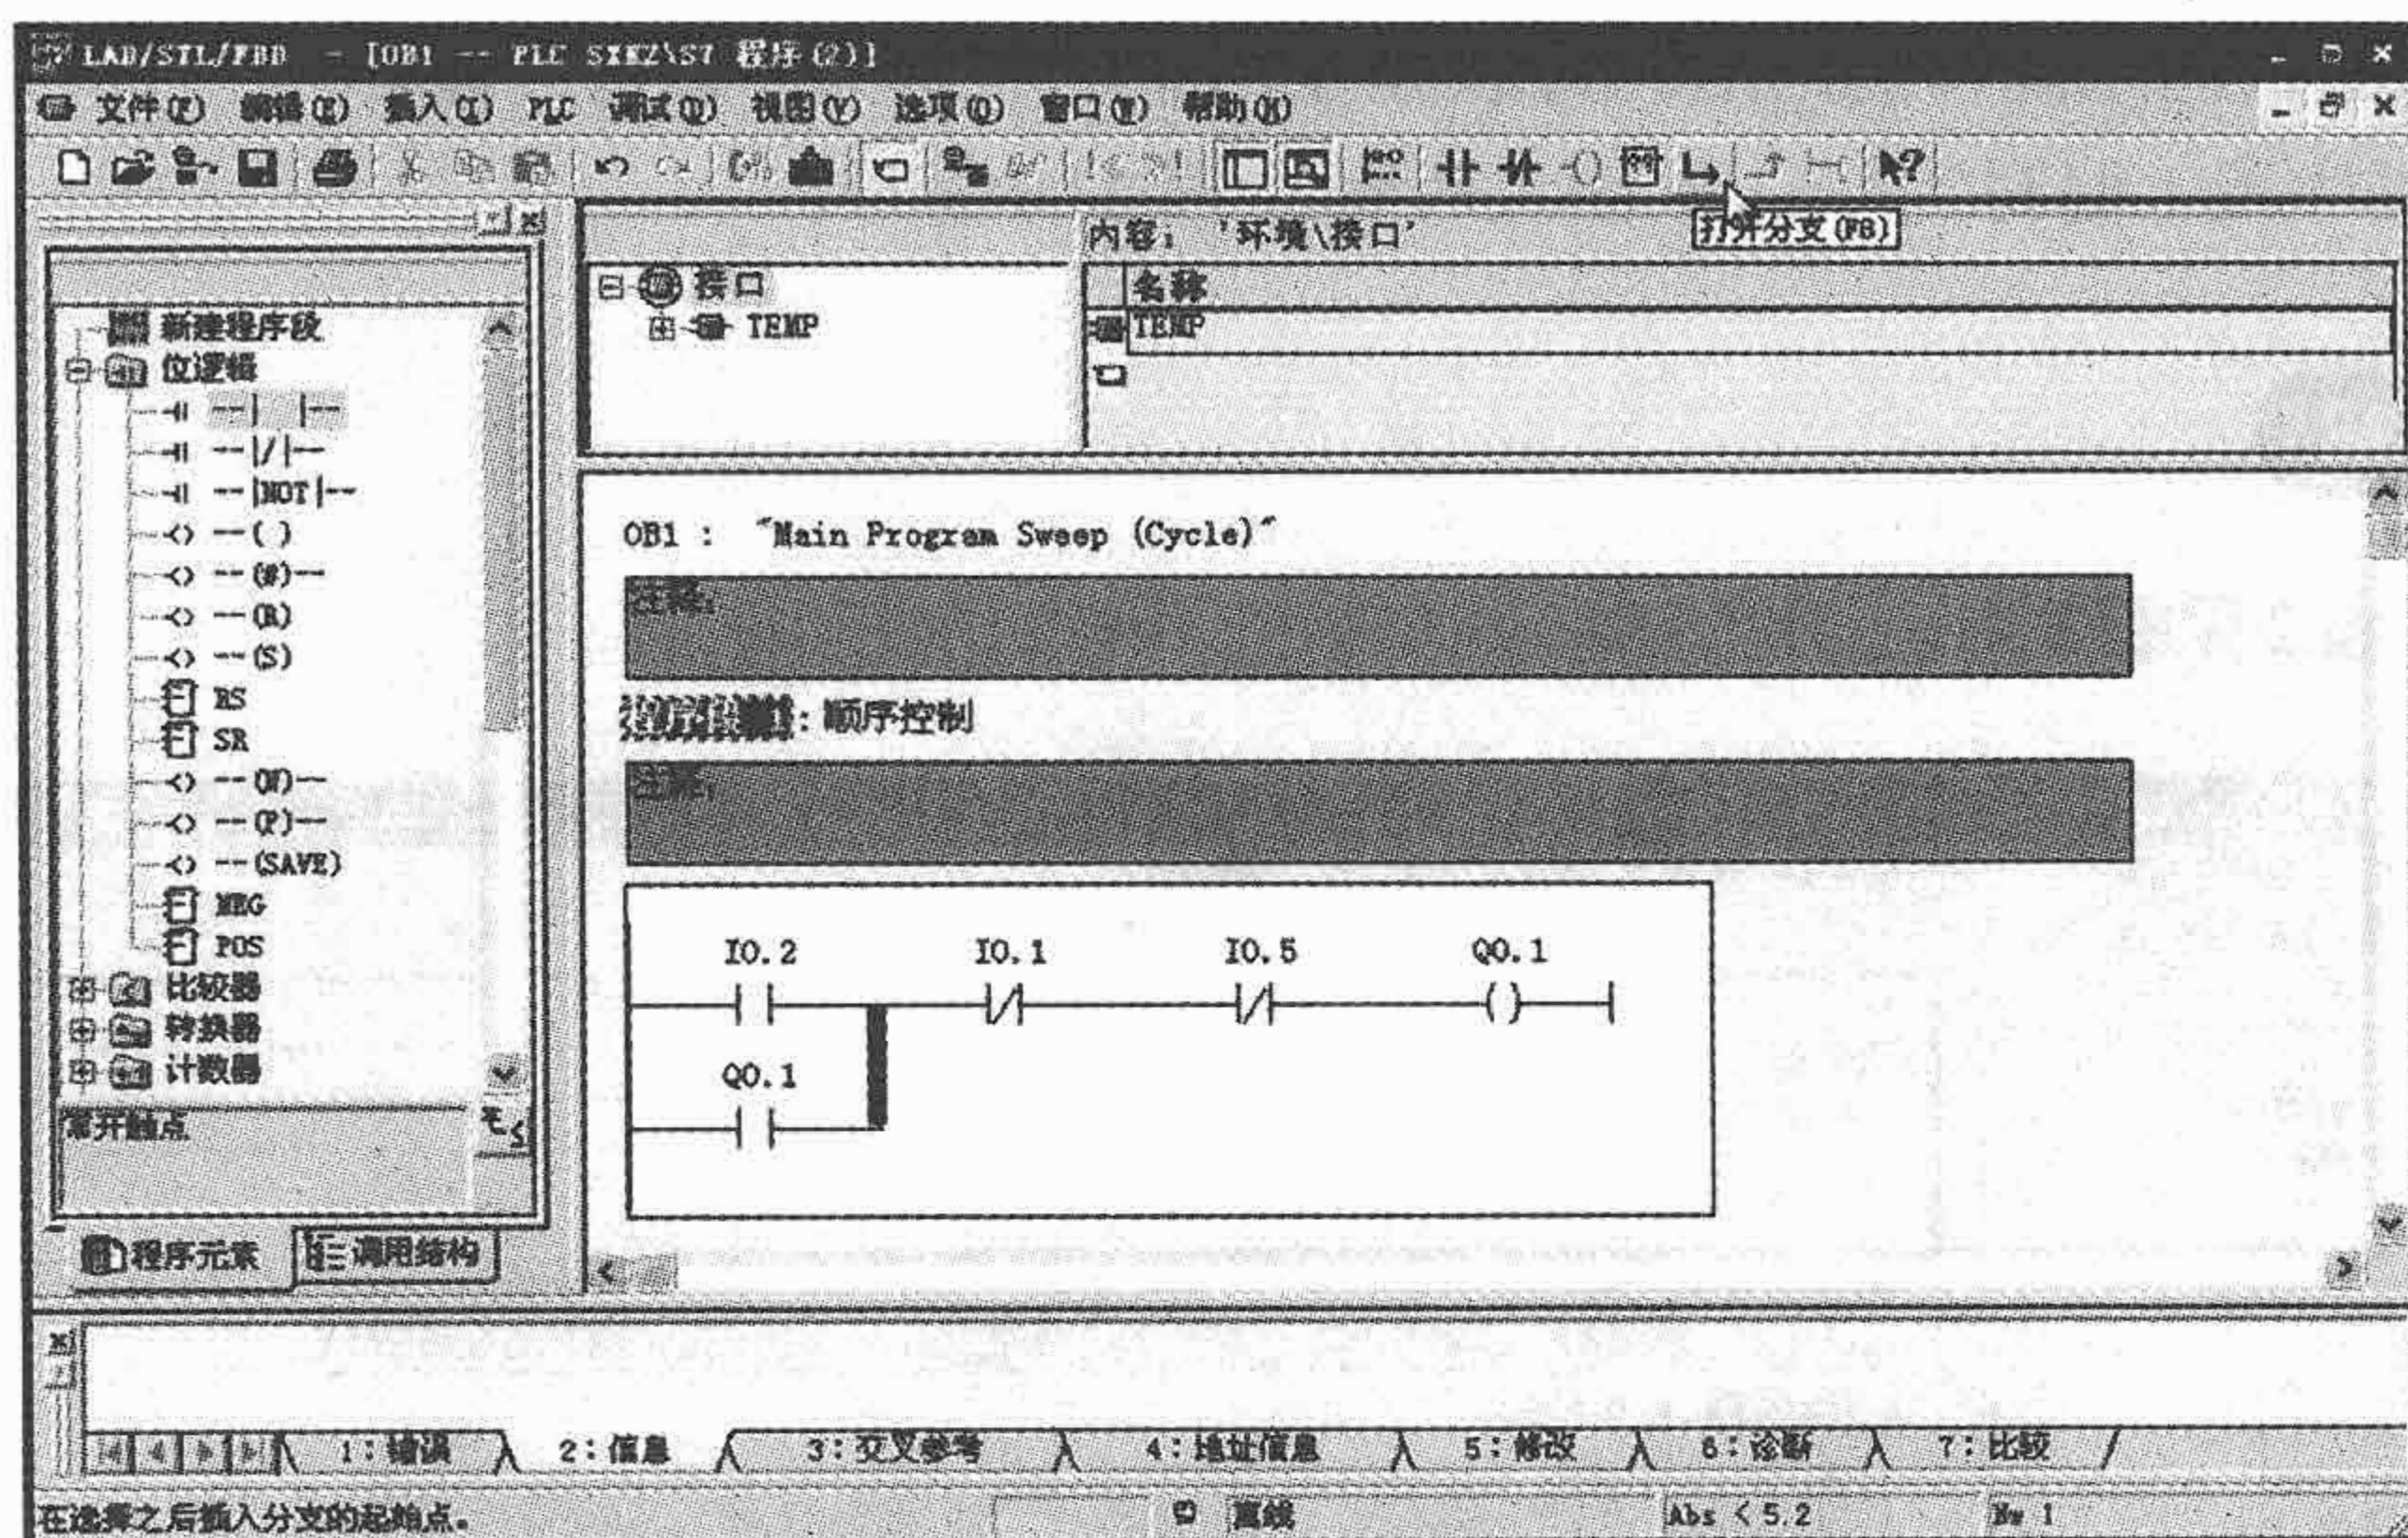 LAD/STL/FBD - [OB1 -- PLC SXKZ\S7 程序(2)]
文件(F) 编辑(E) 插入(I) PLC 调试(D) 视图(V) 选项(O) 窗口(W) 帮助(H)
打开分支(F8)
内容: '环境\接口'
接口
TEMP
名称
TEMP
新建程序段
位逻辑
--| |--
--|/|--
--|NOT|--
--( )
--(#)--
--(R)
--(S)
RS
SR
--(N)--
--(P)--
--(SAVE)
NEG
POS
比较器
转换器
计数器
常开触点
程序元素
调用结构
OB1 : "Main Program Sweep (Cycle)"
注释:
: 顺序控制
注释:
I0.2 I0.1 I0.5 Q0.1
Q0.1
1:错误 2:信息 3:交叉参考 4:地址信息 5:修改 6:诊断 7:比较
在选择之后插入分支的起始点。
离线
Abs < 5.2
Nw 1